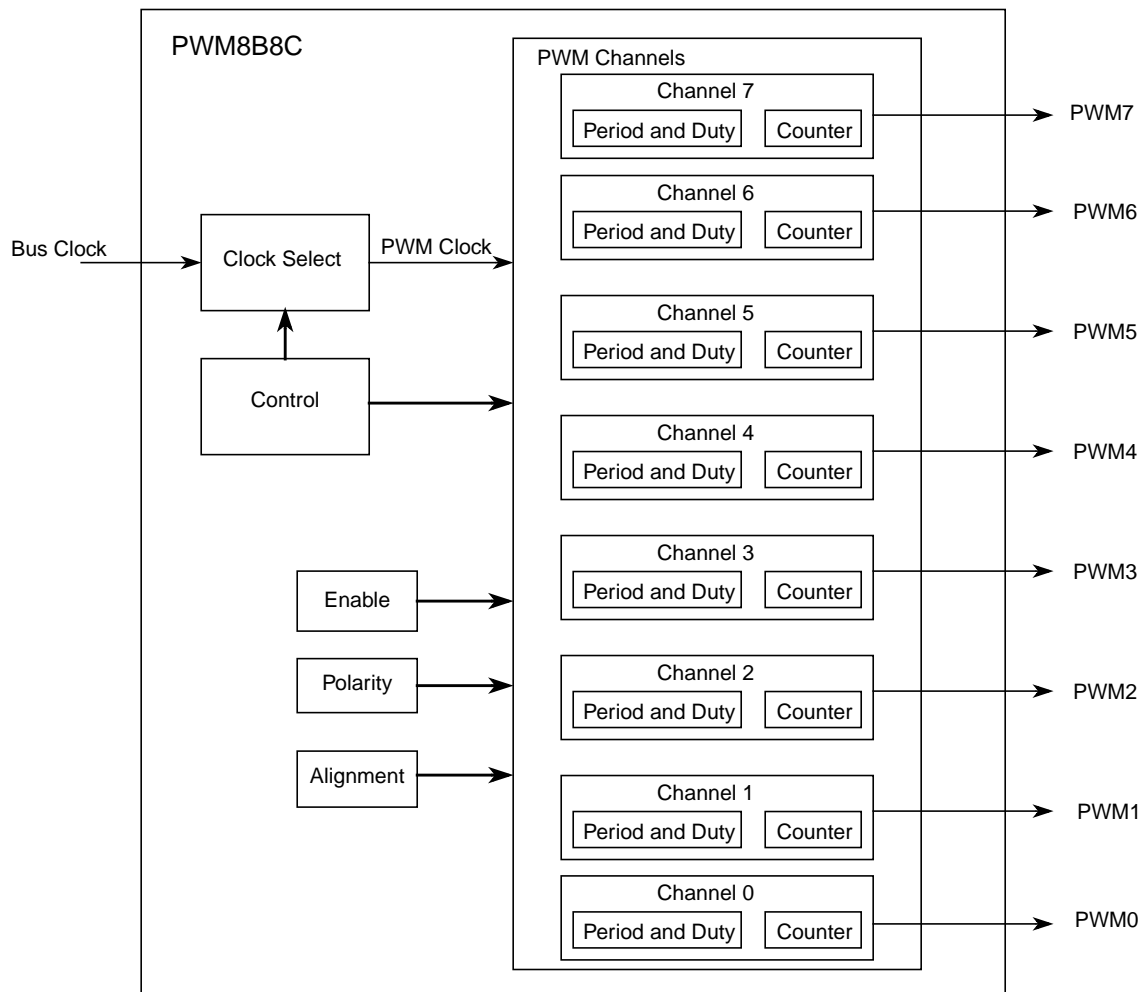 PWM8B8C
PWM Channels
Channel 7
Period and Duty
Counter
PWM7
Channel 6
Period and Duty
Counter
PWM6
Bus Clock
Clock Select
PWM Clock
Channel 5
Period and Duty
Counter
PWM5
Control
Channel 4
Period and Duty
Counter
PWM4
Channel 3
Period and Duty
Counter
PWM3
Enable
Polarity
Channel 2
Period and Duty
Counter
PWM2
Alignment
Channel 1
Period and Duty
Counter
PWM1
Channel 0
Period and Duty
Counter
PWM0